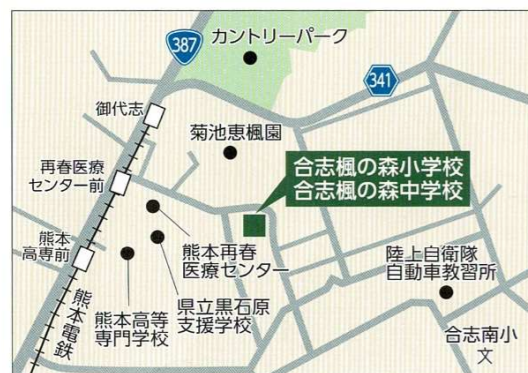 387
カントリーパーク
341
御代志
菊池恵楓園
合志楓の森小学校
合志楓の森中学校
再春医療
センター前
熊本再春
医療センター
陸上自衛隊
自動車教習所
熊本
高専前
県立黒石原
支援学校
熊本高等
専門学校
熊本電鉄
合志南小
文